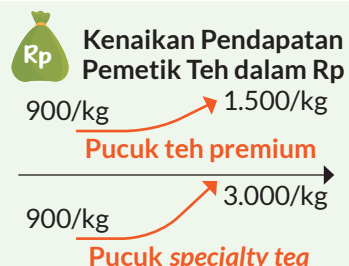 Rp
Kenaikan Pendapatan
Pemetik Teh dalam Rp
900/kg
1.500/kg
Pucuk teh premium
900/kg
3.000/kg
Pucuk specialty tea